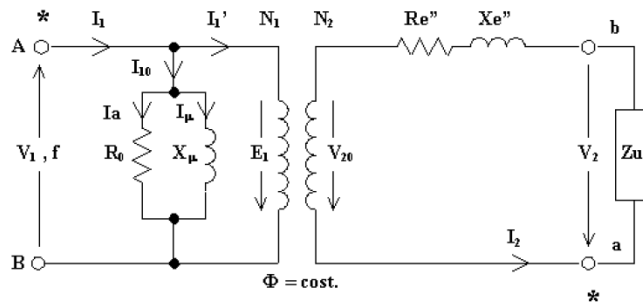 * I₁ I₁’ N₁ N₂ Re” Xe” b
A
I₁₀
Ia Iμ
V₁ , f R₀ Xμ E₁ V₂₀ V₂ Zu
I₂ a
B
Φ = cost.
*